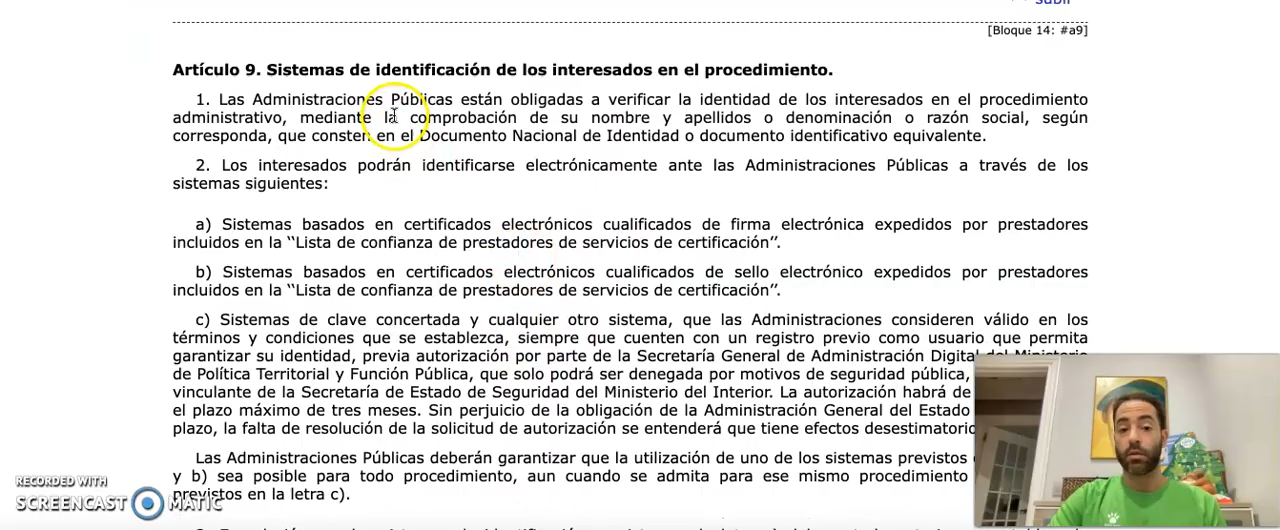 subir
[Bloque 14: #a9]
Artículo 9. Sistemas de identificación de los interesados en el procedimiento.
1. Las Administraciones Públicas están obligadas a verificar la identidad de los interesados en el procedimiento
administrativo, mediante la comprobación de su nombre y apellidos o denominación o razón social, según
corresponda, que consten en el Documento Nacional de Identidad o documento identificativo equivalente.
2. Los interesados podrán identificarse electrónicamente ante las Administraciones Públicas a través de los
sistemas siguientes:
a) Sistemas basados en certificados electrónicos cualificados de firma electrónica expedidos por prestadores
incluidos en la ‘‘Lista de confianza de prestadores de servicios de certificación’’.
b) Sistemas basados en certificados electrónicos cualificados de sello electrónico expedidos por prestadores
incluidos en la ‘‘Lista de confianza de prestadores de servicios de certificación’’.
c) Sistemas de clave concertada y cualquier otro sistema, que las Administraciones consideren válido en los
términos y condiciones que se establezca, siempre que cuenten con un registro previo como usuario que permita
garantizar su identidad, previa autorización por parte de la Secretaría General de Administración Digital del Ministerio
de Política Territorial y Función Pública, que solo podrá ser denegada por motivos de seguridad pública,
vinculante de la Secretaría de Estado de Seguridad del Ministerio del Interior. La autorización habrá de
el plazo máximo de tres meses. Sin perjuicio de la obligación de la Administración General del Estado
plazo, la falta de resolución de la solicitud de autorización se entenderá que tiene efectos desestimatorio
Las Administraciones Públicas deberán garantizar que la utilización de uno de los sistemas previstos
y b) sea posible para todo procedimiento, aun cuando se admita para ese mismo procedimiento
previstos en la letra c).
RECORDED WITH
SCREENCAST MATIC